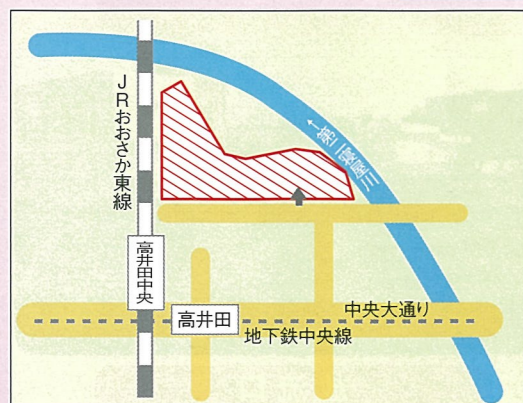 JRおおさか東線
↑第二寝屋川
高井田中央
中央大通り
高井田
地下鉄中央線